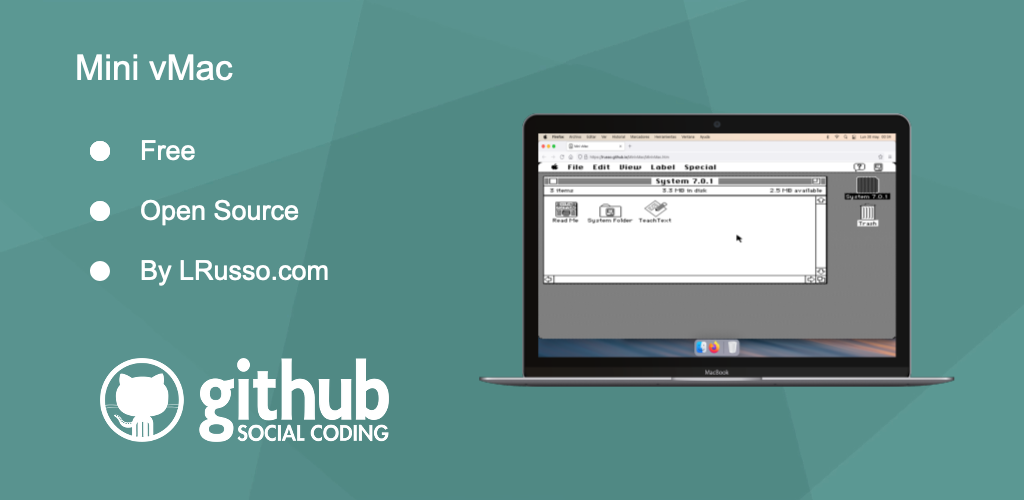 Mini vMac
Free
Open Source
By LRusso.com
github
SOCIAL CODING
File Edit View Label Special
System 7.0.1
3 items 3.3 MB in disk 2.5 MB available
Read Me System Folder TeachText
System 7.0.1
Trash
MacBook